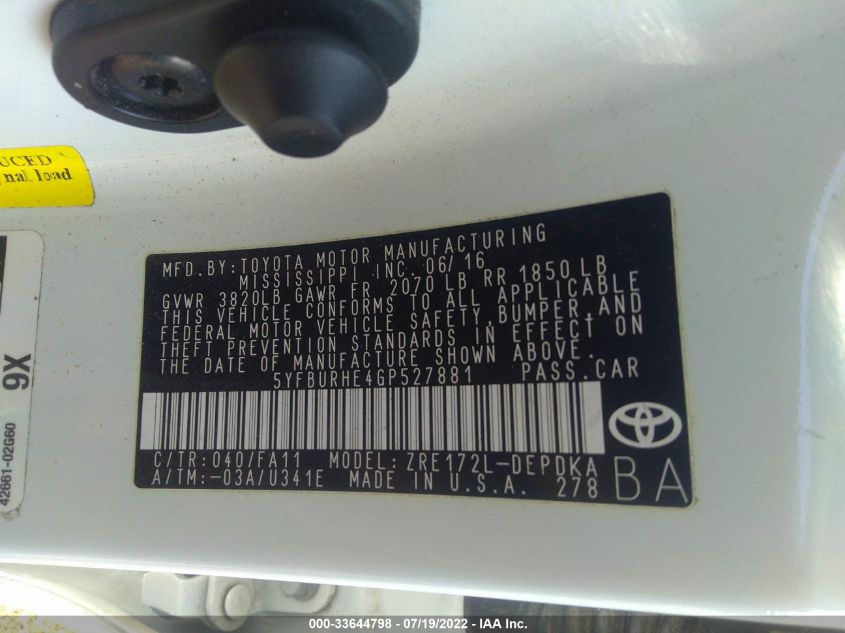 UCED
nal load
9X
42661-02G60
MFD.BY:TOYOTA MOTOR MANUFACTURING
MISSISSIPPI INC. 06/16
GVWR 3820LB GAWR FR 2070 LB RR 1850 LB
THIS VEHICLE CONFORMS TO ALL APPLICABLE
FEDERAL MOTOR VEHICLE SAFETY,BUMPER,AND
THEFT PREVENTION STANDARDS IN EFFECT ON
THE DATE OF MANUFACTURE SHOWN ABOVE.
5YFBURHE4GP527881 PASS.CAR
C/TR:040/FA11 MODEL:ZRE172L-DEPDKA
A/TM:-03A/U341E MADE IN U.S.A. 278
BA
000-33644798 - 07/19/2022 - IAA Inc.